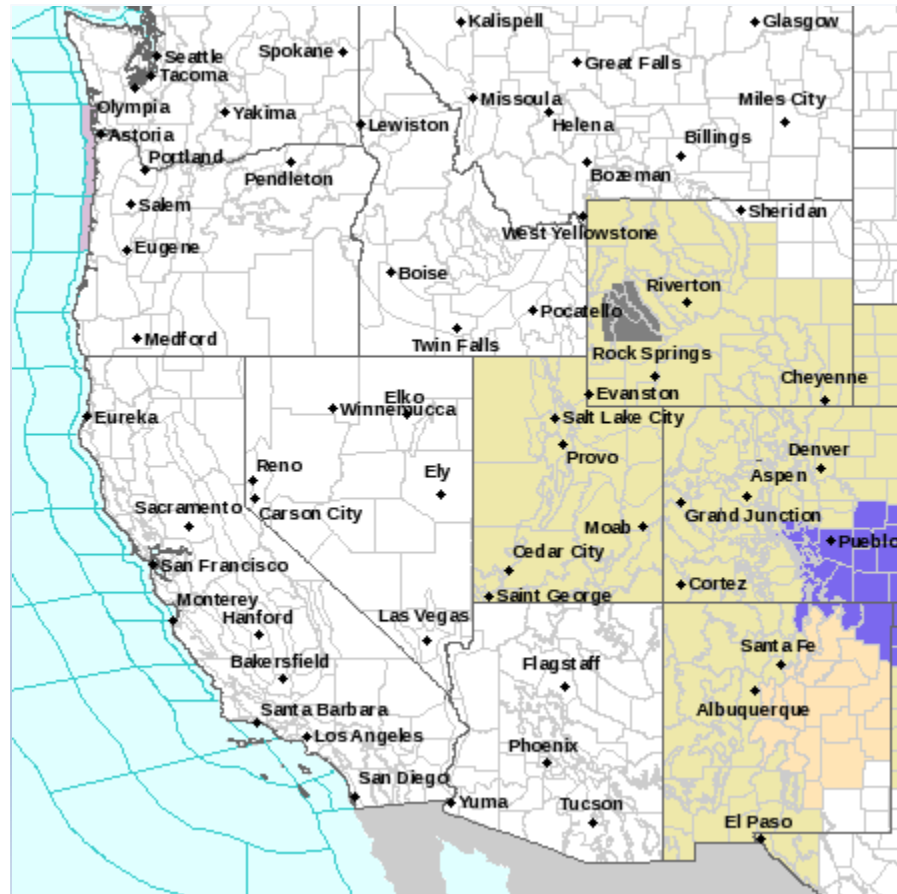 Kalispell
Glasgow
Seattle
Spokane
Great Falls
Tacoma
Olympia
Yakima
Missoula
Miles City
Astoria
Lewiston
Helena
Billings
Portland
Pendleton
Bozeman
Salem
Sheridan
West Yellowstone
Eugene
Boise
Riverton
Pocatello
Medford
Twin Falls
Rock Springs
Cheyenne
Elko
Evanston
Eureka
Winnemucca
Salt Lake City
Provo
Denver
Reno
Ely
Aspen
Sacramento
Carson City
Moab
Grand Junction
Pueblo
San Francisco
Cedar City
Cortez
Monterey
Saint George
Hanford
Las Vegas
Santa Fe
Bakersfield
Flagstaff
Albuquerque
Santa Barbara
Los Angeles
Phoenix
San Diego
Yuma
Tucson
El Paso